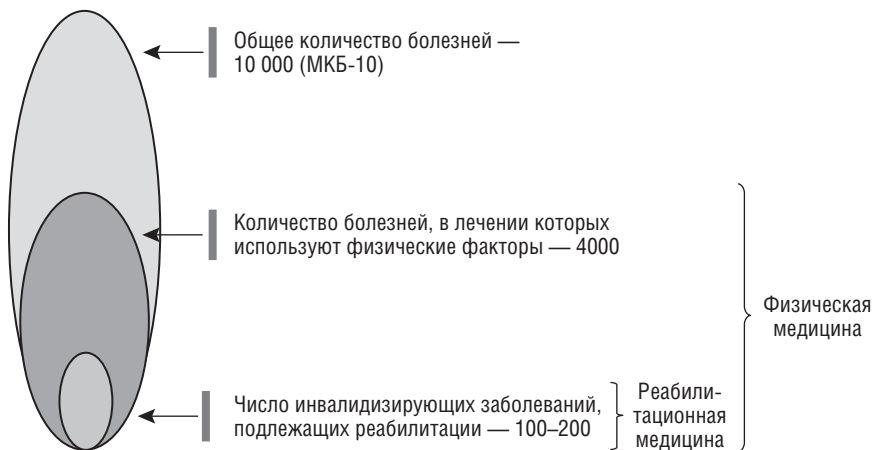 Общее количество болезней —
10 000 (МКБ-10)
Количество болезней, в лечении которых
используют физические факторы — 4000
Физическая
медицина
Число инвалидизирующих заболеваний,
подлежащих реабилитации — 100–200
Реабили-
тационная
медицина